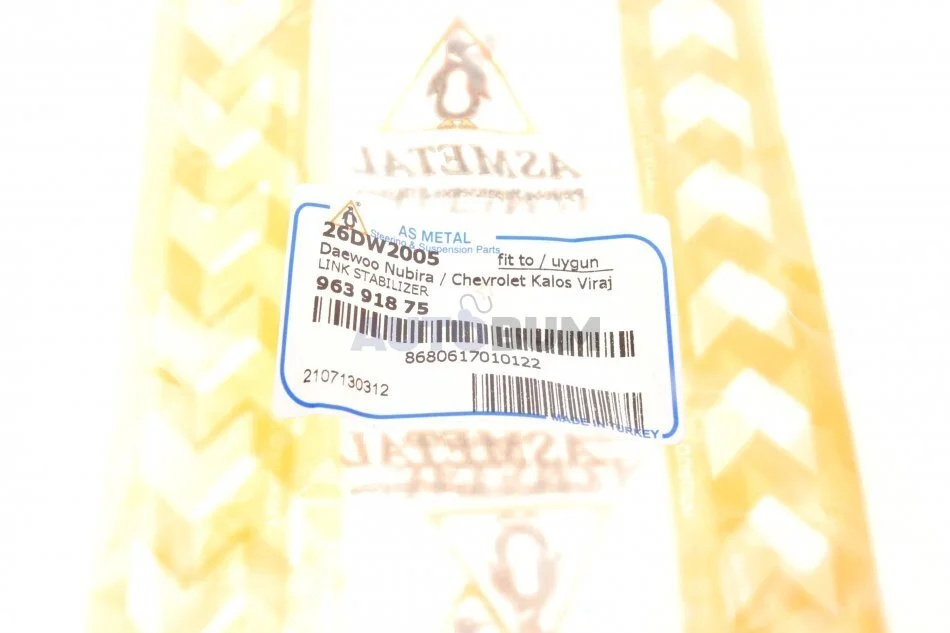 ASMETAL
AS METAL
Steering & Suspension Parts
26DW2005
fit to / uygun
Daewoo Nubira / Chevrolet Kalos Viraj
LINK STABILIZER
963 918 75
AUTOBUM
8680617010122
2107130312
MADE IN TURKEY
ASMETAL